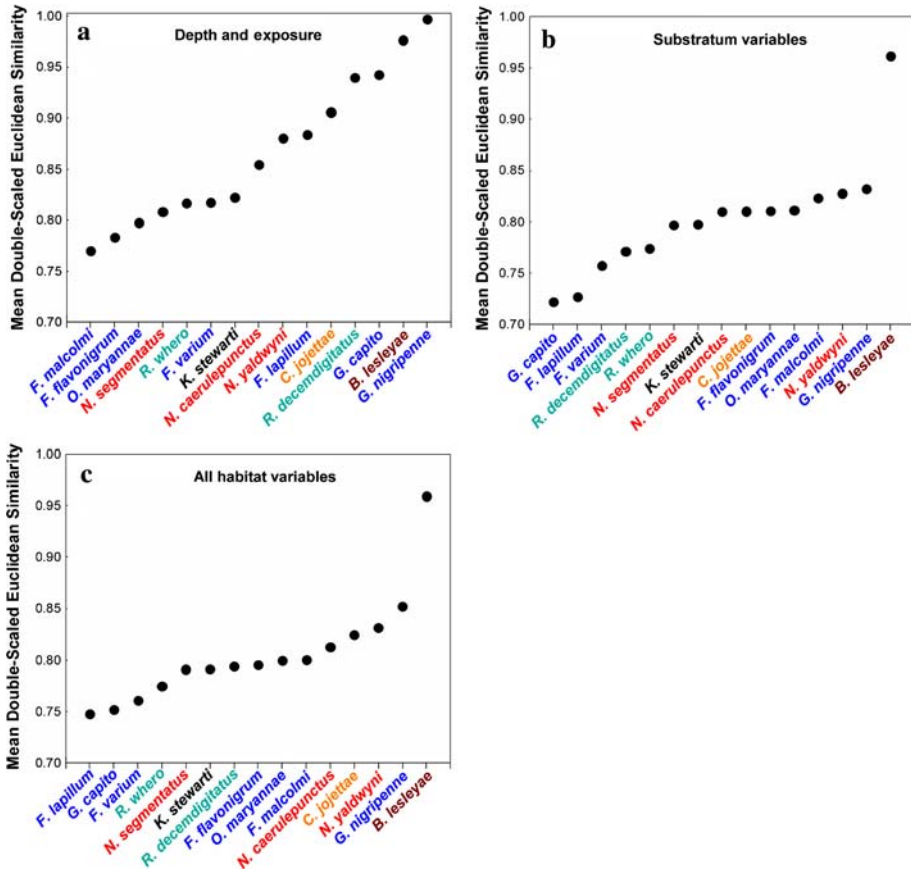 a
Depth and exposure
Mean Double-Scaled Euclidean Similarity
1.00
0.95
0.90
0.85
0.80
0.75
0.70
F. malcolmi
F. flavonigrum
O. maryannae
N. segmentatus
R. whero
F. varium
K. stewarti
N. caerulepunctus
N. yaldwyni
F. lapillum
C. jojettae
R. decemdigitatus
G. capito
B. lesleyae
G. nigripenne
b
Substratum variables
Mean Double-Scaled Euclidean Similarity
1.00
0.95
0.90
0.85
0.80
0.75
0.70
G. capito
F. lapillum
F. varium
R. decemdigitatus
R. whero
N. segmentatus
K. stewarti
N. caerulepunctus
C. jojettae
F. flavonigrum
O. maryannae
F. malcolmi
N. yaldwyni
G. nigripenne
B. lesleyae
c
All habitat variables
Mean Double-Scaled Euclidean Similarity
1.00
0.95
0.90
0.85
0.80
0.75
0.70
F. lapillum
G. capito
F. varium
R. whero
N. segmentatus
K. stewarti
R. decemdigitatus
F. flavonigrum
O. maryannae
F. malcolmi
N. caerulepunctus
C. jojettae
N. yaldwyni
G. nigripenne
B. lesleyae